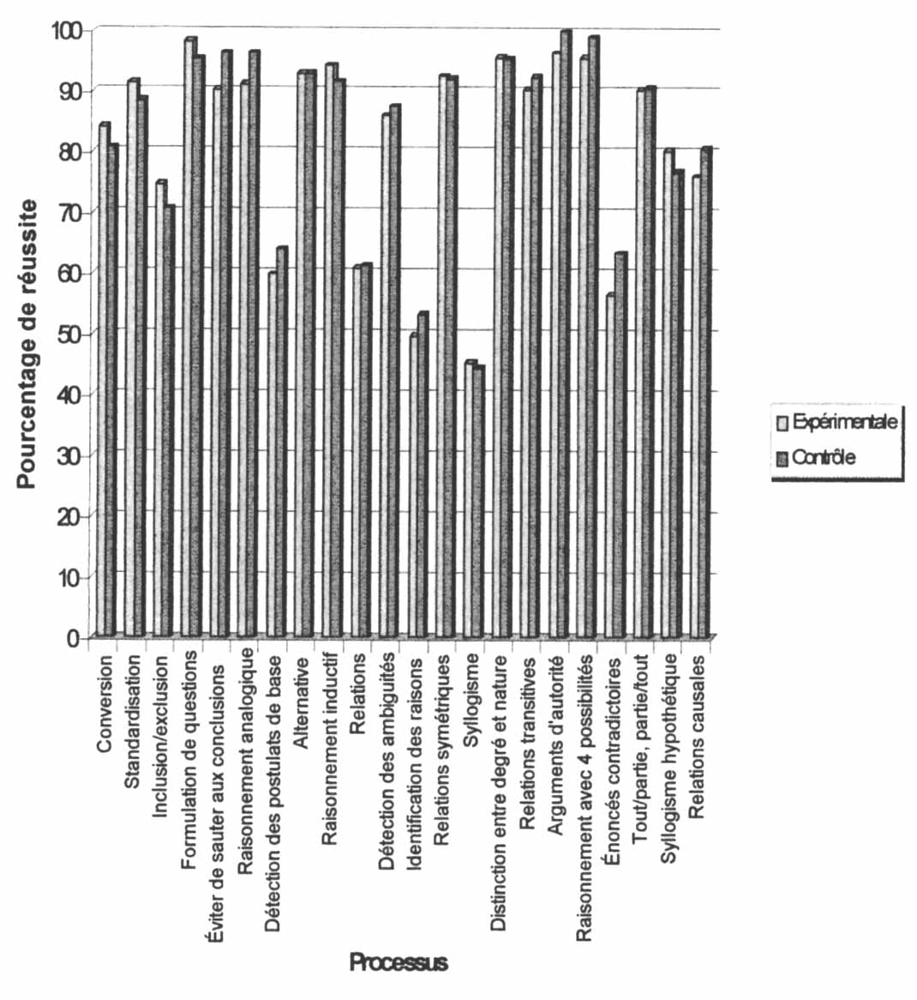 100
90
80
70
60
50
40
30
20
10
0
Pourcentage de réussite
Expérimentale
Contrôle
Conversion
Standardisation
Inclusion/exclusion
Formulation de questions
Éviter de sauter aux conclusions
Raisonnement analogique
Détection des postulats de base
Alternative
Raisonnement inductif
Relations
Détection des ambiguités
Identification des raisons
Relations symétriques
Syllogisme
Distinction entre degré et nature
Relations transitives
Arguments d'autorité
Raisonnement avec 4 possibilités
Énoncés contradictoires
Tout/partie, partie/tout
Syllogisme hypothétique
Relations causales
Processus